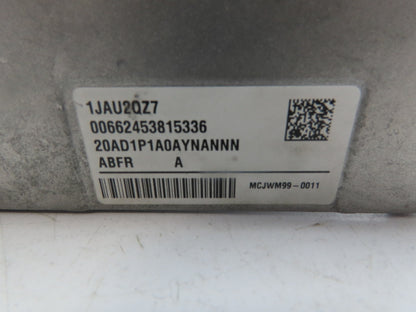 1JAU2QZ7
00662453815336
20AD1P1A0AYNANNN
ABFR A
MCJWM99-0011